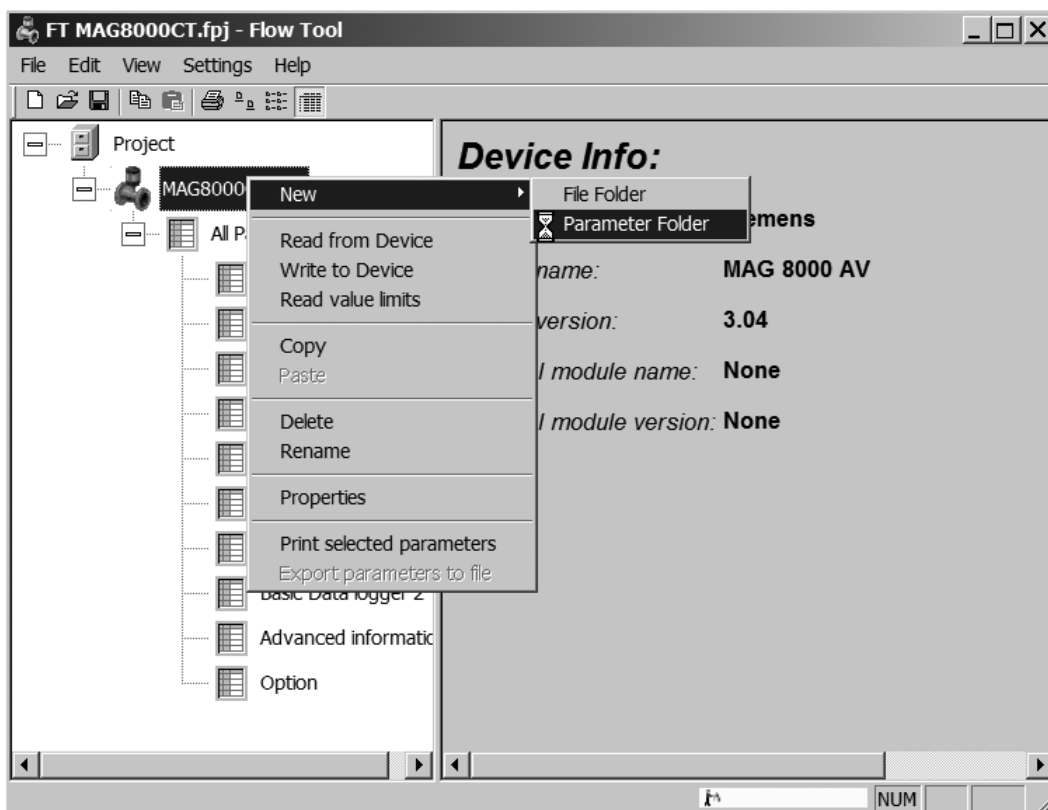 FT MAG8000CT.fpj - Flow Tool
File Edit View Settings Help
Project
MAG8000
All P
New
Read from Device
Write to Device
Read value limits
Copy
Paste
Delete
Rename
Properties
Print selected parameters
Export parameters to file
File Folder
Parameter Folder
Basic Data logger 2
Advanced informatic
Option
Device Info:
emens
name: MAG 8000 AV
version: 3.04
l module name: None
l module version: None
NUM